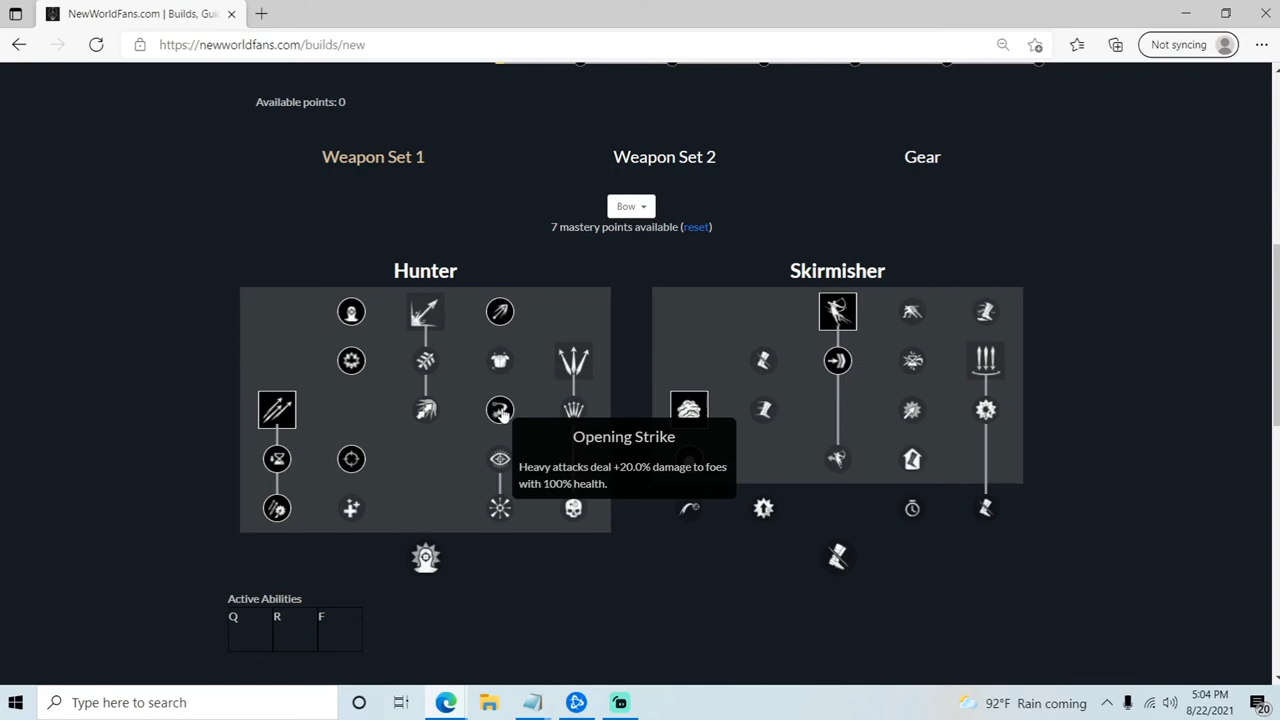 NewWorldFans.com | Builds, Gui
https://newworldfans.com/builds/new
Not syncing
Available points: 0
Weapon Set 1
Weapon Set 2
Gear
Bow
7 mastery points available (reset)
Hunter
Skirmisher
Opening Strike
Heavy attacks deal +20.0% damage to foes
with 100% health.
Active Abilities
Q
R
F
Type here to search
92°F Rain coming
5:04 PM
8/22/2021
20